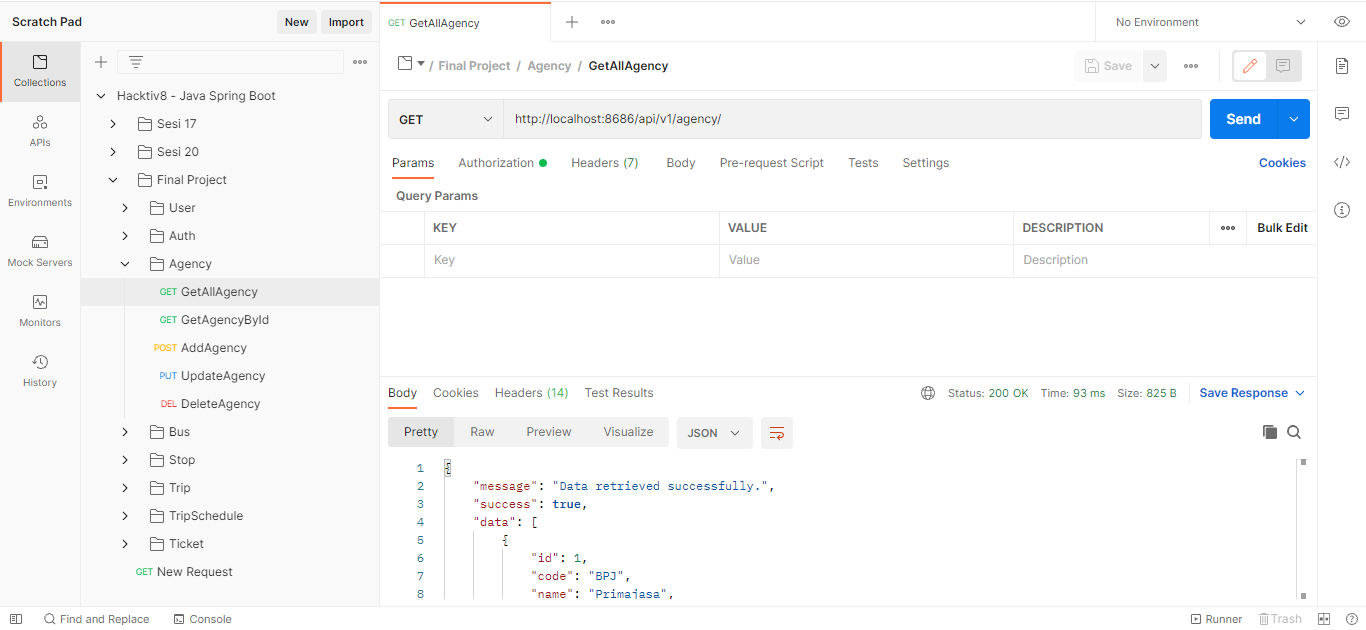 Scratch Pad
New
Import
GET GetAllAgency
No Environment
Collections
APIs
Environments
Mock Servers
Monitors
History
Hacktiv8 - Java Spring Boot
Sesi 17
Sesi 20
Final Project
User
Auth
Agency
GET GetAllAgency
GET GetAgencyById
POST AddAgency
PUT UpdateAgency
DEL DeleteAgency
Bus
Stop
Trip
TripSchedule
Ticket
GET New Request
/ Final Project / Agency / GetAllAgency
Save
GET
http://localhost:8686/api/v1/agency/
Send
Params Authorization Headers (7) Body Pre-request Script Tests Settings Cookies
Query Params
KEY VALUE DESCRIPTION Bulk Edit
Key Value Description
Body Cookies Headers (14) Test Results Status: 200 OK Time: 93 ms Size: 825 B Save Response
Pretty Raw Preview Visualize JSON
1 {
2 "message": "Data retrieved successfully.",
3 "success": true,
4 "data": [
5 {
6 "id": 1,
7 "code": "BPJ",
8 "name": "Primajasa",
Find and Replace Console Runner Trash